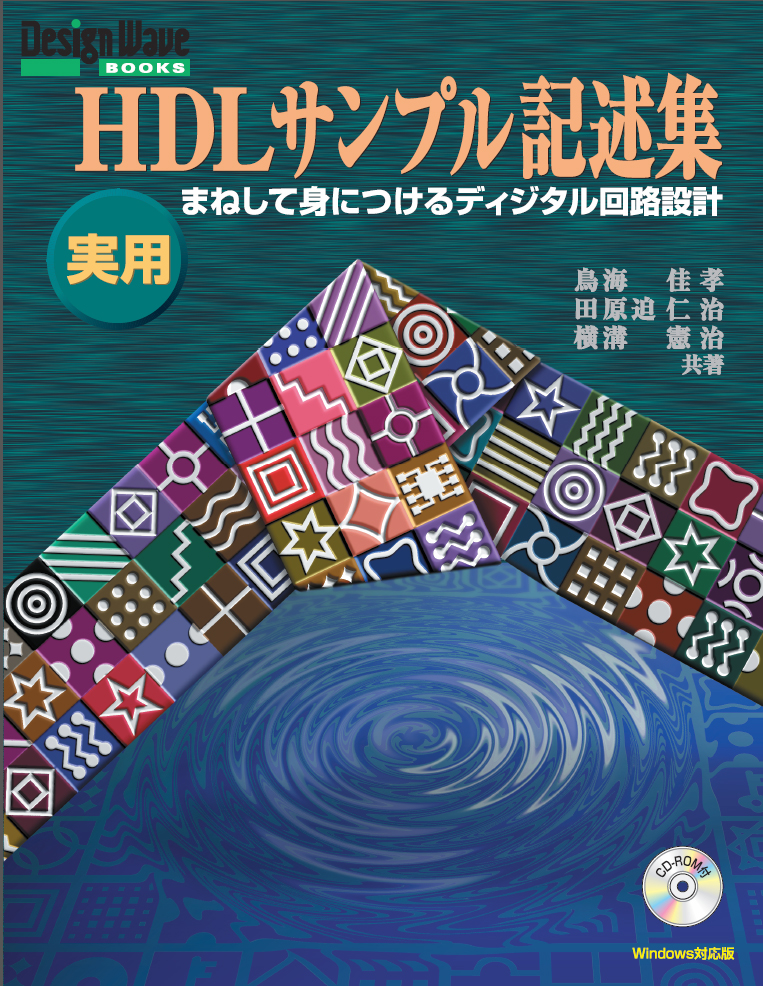 Design Wave
BOOKS
HDLサンプル記述集
まねして身につけるディジタル回路設計
実用
鳥海 佳孝
田原迫 仁治
横溝 憲治
共著
CD-ROM付
Windows対応版